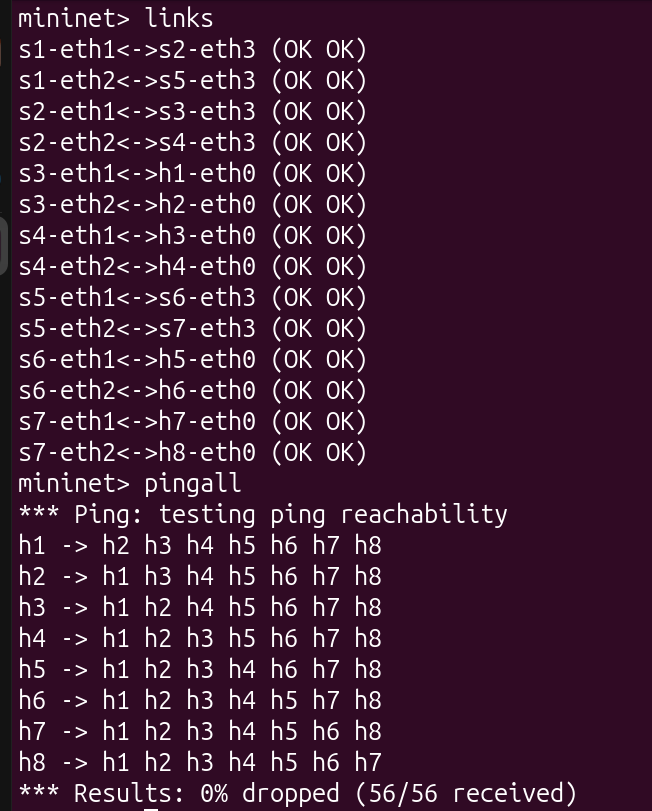 mininet> links
s1-eth1<->s2-eth3 (OK OK)
s1-eth2<->s5-eth3 (OK OK)
s2-eth1<->s3-eth3 (OK OK)
s2-eth2<->s4-eth3 (OK OK)
s3-eth1<->h1-eth0 (OK OK)
s3-eth2<->h2-eth0 (OK OK)
s4-eth1<->h3-eth0 (OK OK)
s4-eth2<->h4-eth0 (OK OK)
s5-eth1<->s6-eth3 (OK OK)
s5-eth2<->s7-eth3 (OK OK)
s6-eth1<->h5-eth0 (OK OK)
s6-eth2<->h6-eth0 (OK OK)
s7-eth1<->h7-eth0 (OK OK)
s7-eth2<->h8-eth0 (OK OK)
mininet> pingall
*** Ping: testing ping reachability
h1 -> h2 h3 h4 h5 h6 h7 h8
h2 -> h1 h3 h4 h5 h6 h7 h8
h3 -> h1 h2 h4 h5 h6 h7 h8
h4 -> h1 h2 h3 h5 h6 h7 h8
h5 -> h1 h2 h3 h4 h6 h7 h8
h6 -> h1 h2 h3 h4 h5 h7 h8
h7 -> h1 h2 h3 h4 h5 h6 h8
h8 -> h1 h2 h3 h4 h5 h6 h7
*** Results: 0% dropped (56/56 received)